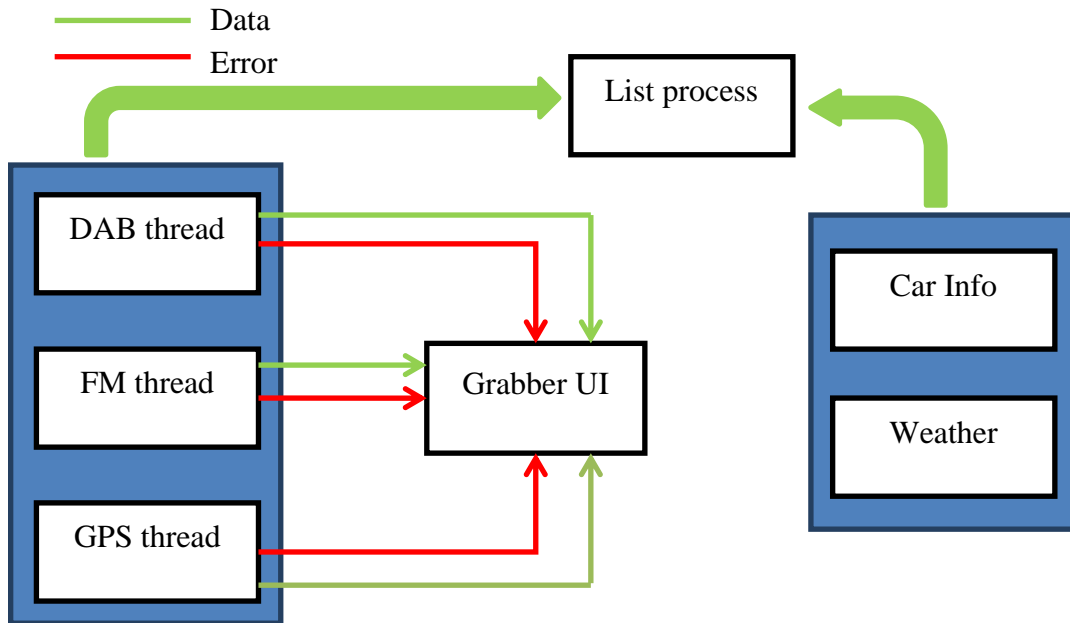 Data
Error
List process
DAB thread
FM thread
GPS thread
Grabber UI
Car Info
Weather